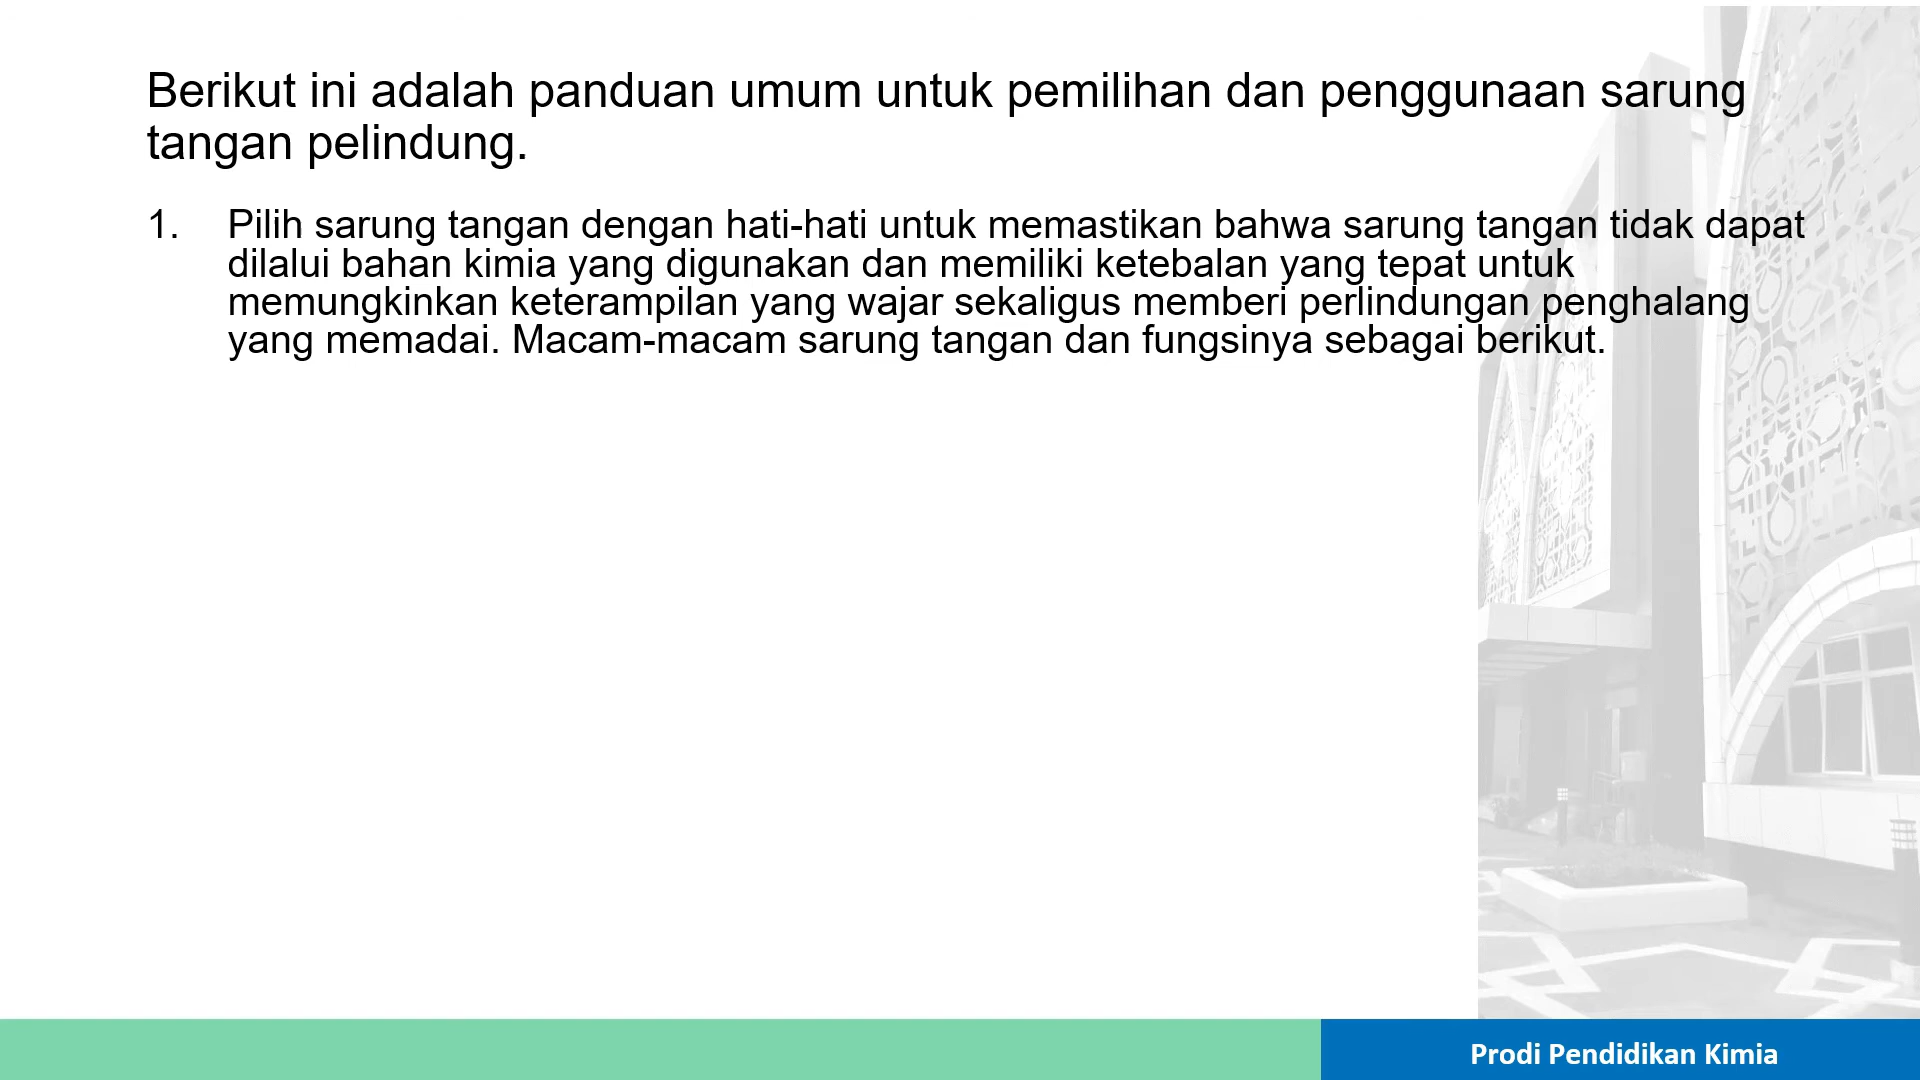 Berikut ini adalah panduan umum untuk pemilihan dan penggunaan sarung
tangan pelindung.
1. Pilih sarung tangan dengan hati-hati untuk memastikan bahwa sarung tangan tidak dapat
dilalui bahan kimia yang digunakan dan memiliki ketebalan yang tepat untuk
memungkinkan keterampilan yang wajar sekaligus memberi perlindungan penghalang
yang memadai. Macam-macam sarung tangan dan fungsinya sebagai berikut.
Prodi Pendidikan Kimia